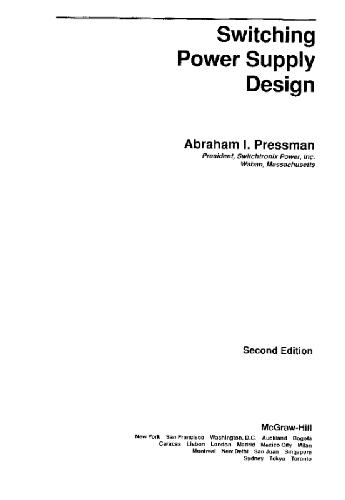 Switching
Power Supply
Design
Abraham I. Pressman
President, Switchtronix Power, Inc.
Waban, Massachusetts
Second Edition
McGraw-Hill
New York San Francisco Washington, D.C. Auckland Bogotá
Caracas Lisbon London Madrid Mexico City Milan
Montreal New Delhi San Juan Singapore
Sydney Tokyo Toronto